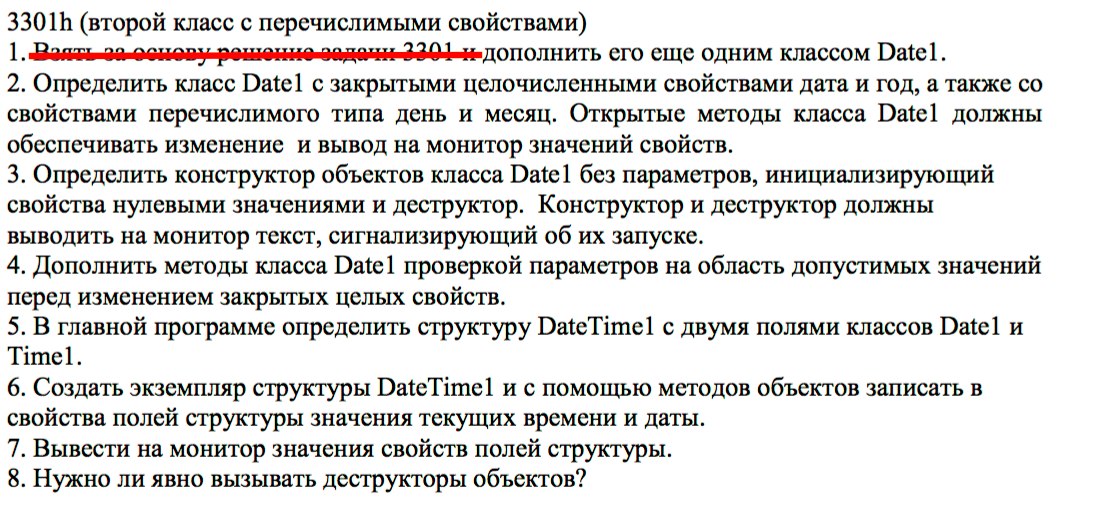 3301h (второй класс с перечислимыми свойствами)
1. Взять за основу решение задачи 3301 и дополнить его еще одним классом Date1.
2. Определить класс Date1 с закрытыми целочисленными свойствами дата и год, а также со
свойствами перечислимого типа день и месяц. Открытые методы класса Date1 должны
обеспечивать изменение и вывод на монитор значений свойств.
3. Определить конструктор объектов класса Date1 без параметров, инициализирующий
свойства нулевыми значениями и деструктор. Конструктор и деструктор должны
выводить на монитор текст, сигнализирующий об их запуске.
4. Дополнить методы класса Date1 проверкой параметров на область допустимых значений
перед изменением закрытых целых свойств.
5. В главной программе определить структуру DateTime1 с двумя полями классов Date1 и
Time1.
6. Создать экземпляр структуры DateTime1 и с помощью методов объектов записать в
свойства полей структуры значения текущих времени и даты.
7. Вывести на монитор значения свойств полей структуры.
8. Нужно ли явно вызывать деструкторы объектов?